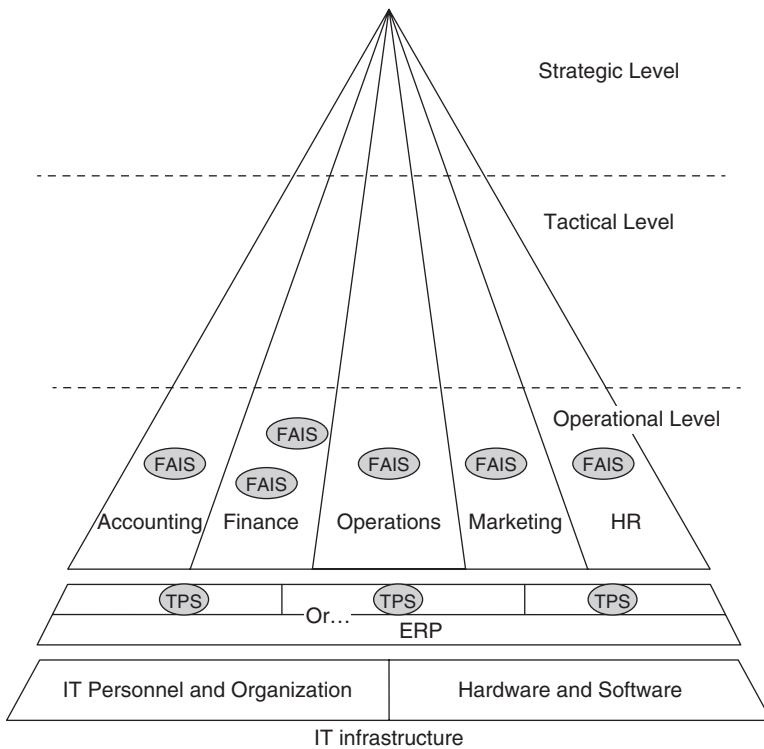 Strategic Level
Tactical Level
Operational Level
FAIS
FAIS
FAIS
FAIS
FAIS
FAIS
Accounting
Finance
Operations
Marketing
HR
TPS
TPS
TPS
Or…
ERP
IT Personnel and Organization
Hardware and Software
IT infrastructure